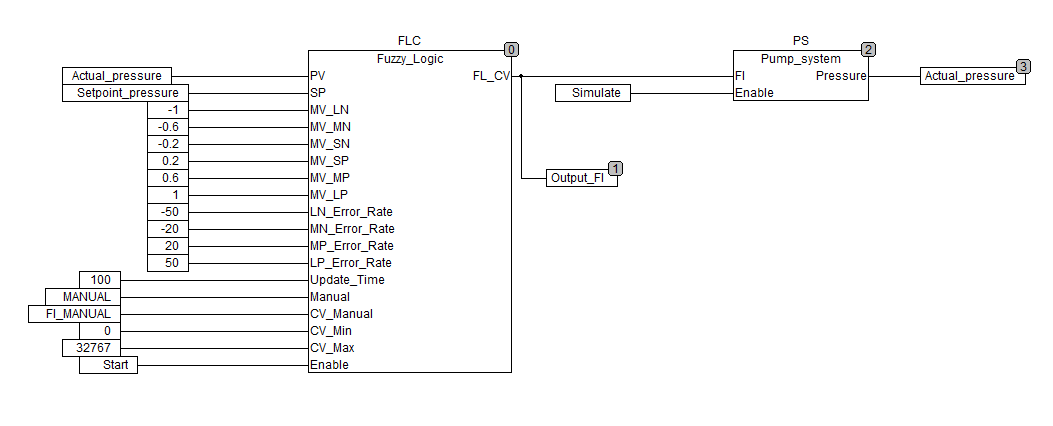 FLC
0
Fuzzy_Logic
PS
2
Pump_system
Actual_pressure
PV
FL_CV
FI
Pressure
Actual_pressure
3
Setpoint_pressure
SP
Simulate
Enable
-1
MV_LN
-0.6
MV_MN
-0.2
MV_SN
0.2
MV_SP
0.6
MV_MP
Output_FI
1
1
MV_LP
-50
LN_Error_Rate
-20
MN_Error_Rate
20
MP_Error_Rate
50
LP_Error_Rate
100
Update_Time
MANUAL
Manual
FI_MANUAL
CV_Manual
0
CV_Min
32767
CV_Max
Start
Enable